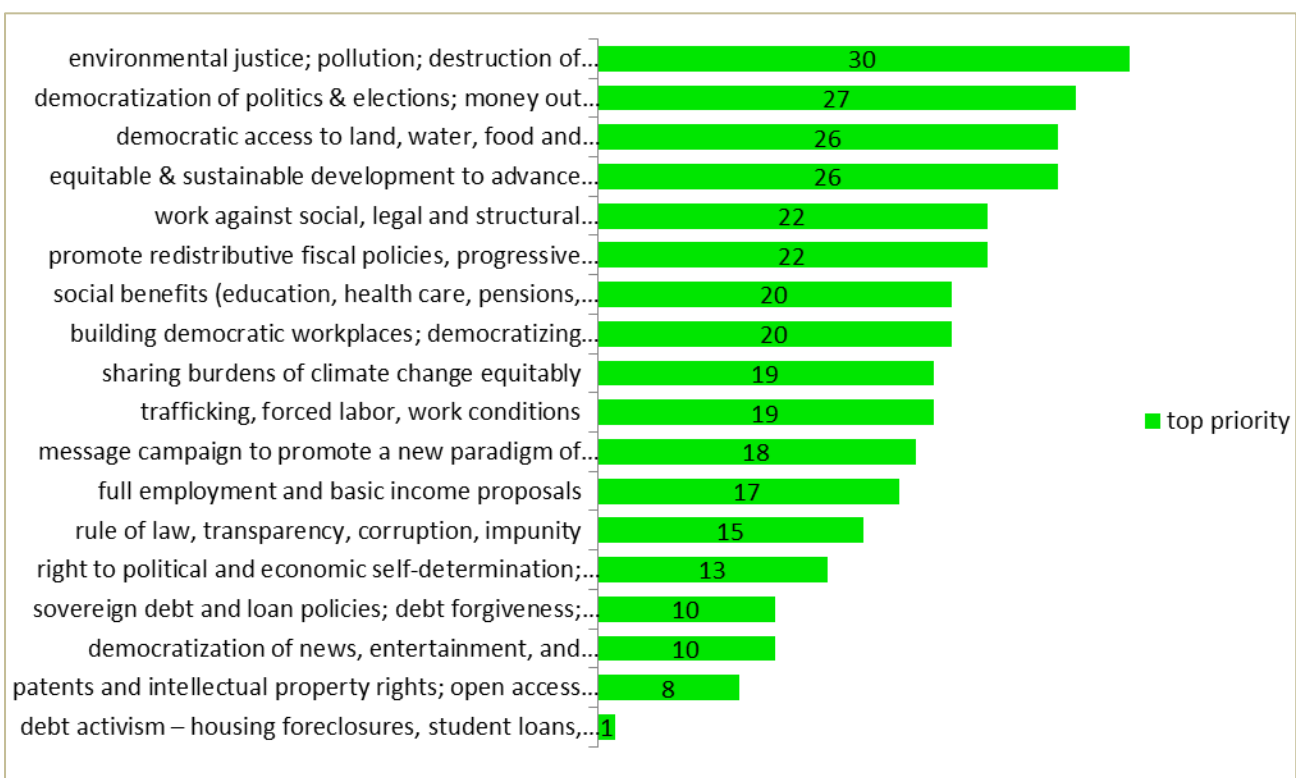 environmental justice; pollution; destruction of... 30
democratization of politics & elections; money out... 27
democratic access to land, water, food and... 26
equitable & sustainable development to advance... 26
work against social, legal and structural... 22
promote redistributive fiscal policies, progressive... 22
social benefits (education, health care, pensions,... 20
building democratic workplaces; democratizing... 20
sharing burdens of climate change equitably 19
trafficking, forced labor, work conditions 19
top priority
message campaign to promote a new paradigm of... 18
full employment and basic income proposals 17
rule of law, transparency, corruption, impunity 15
right to political and economic self-determination;... 13
sovereign debt and loan policies; debt forgiveness;... 10
democratization of news, entertainment, and... 10
patents and intellectual property rights; open access... 8
debt activism – housing foreclosures, student loans,... 1